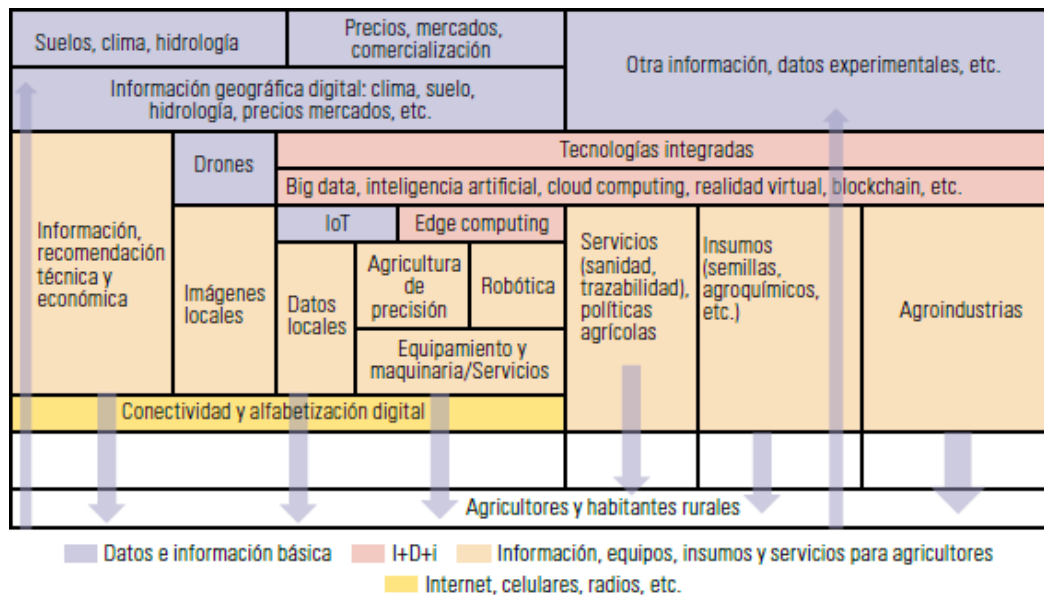 Suelos, clima, hidrología
Precios, mercados,
comercialización
Otra información, datos experimentales, etc.
Información geográfica digital: clima, suelo,
hidrología, precios mercados, etc.
Drones
Tecnologías integradas
Big data, inteligencia artificial, cloud computing, realidad virtual, blockchain, etc.
Información,
recomendación
técnica y
económica
Imágenes
locales
IoT
Edge computing
Datos
locales
Agricultura
de
precisión
Robótica
Equipamiento y
maquinaria/Servicios
Servicios
(sanidad,
trazabilidad),
políticas
agrícolas
Insumos
(semillas,
agroquímicos,
etc.)
Agroindustrias
Conectividad y alfabetización digital
Agricultores y habitantes rurales
Datos e información básica
I+D+i
Información, equipos, insumos y servicios para agricultores
Internet, celulares, radios, etc.